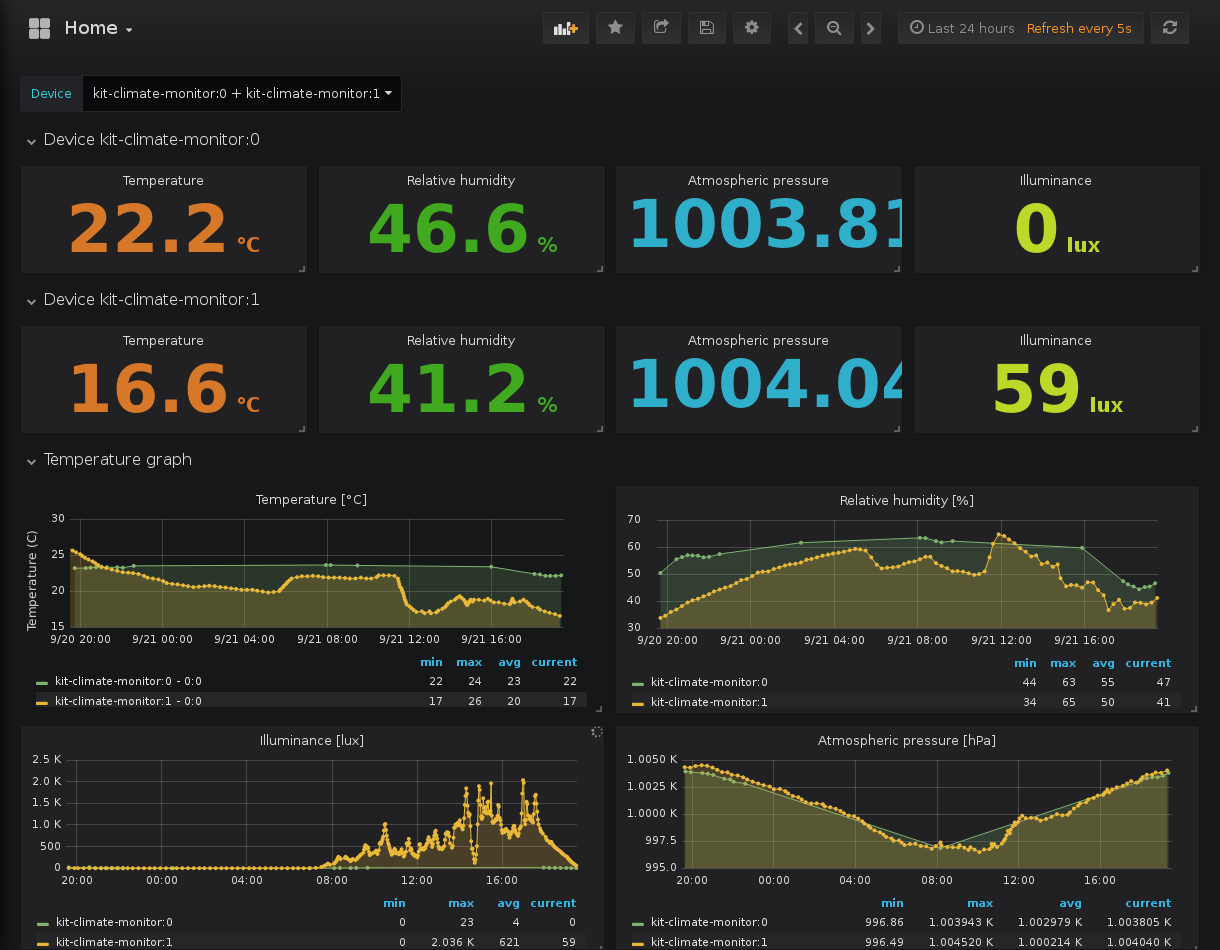 Home
Last 24 hours Refresh every 5s
Device kit-climate-monitor:0 + kit-climate-monitor:1
Device kit-climate-monitor:0
Temperature Relative humidity Atmospheric pressure Illuminance
22.2 °C 46.6 % 1003.81 0 lux
Device kit-climate-monitor:1
Temperature Relative humidity Atmospheric pressure Illuminance
16.6 °C 41.2 % 1004.04 59 lux
Temperature graph
Temperature [°C]
Temperature (C)
30
25
20
15
9/20 20:00 9/21 00:00 9/21 04:00 9/21 08:00 9/21 12:00 9/21 16:00
min max avg current
kit-climate-monitor:0 - 0:0 22 24 23 22
kit-climate-monitor:1 - 0:0 17 26 20 17
Relative humidity [%]
70
60
50
40
30
9/20 20:00 9/21 00:00 9/21 04:00 9/21 08:00 9/21 12:00 9/21 16:00
min max avg current
kit-climate-monitor:0 44 63 55 47
kit-climate-monitor:1 34 65 50 41
Illuminance [lux]
2.5 K
2.0 K
1.5 K
1.0 K
500
0
20:00 00:00 04:00 08:00 12:00 16:00
min max avg current
kit-climate-monitor:0 0 23 4 0
kit-climate-monitor:1 0 2.036 K 621 59
Atmospheric pressure [hPa]
1.0050 K
1.0025 K
1.0000 K
997.5
995.0
20:00 00:00 04:00 08:00 12:00 16:00
min max avg current
kit-climate-monitor:0 996.86 1.003943 K 1.002979 K 1.003805 K
kit-climate-monitor:1 996.49 1.004520 K 1.000214 K 1.004040 K